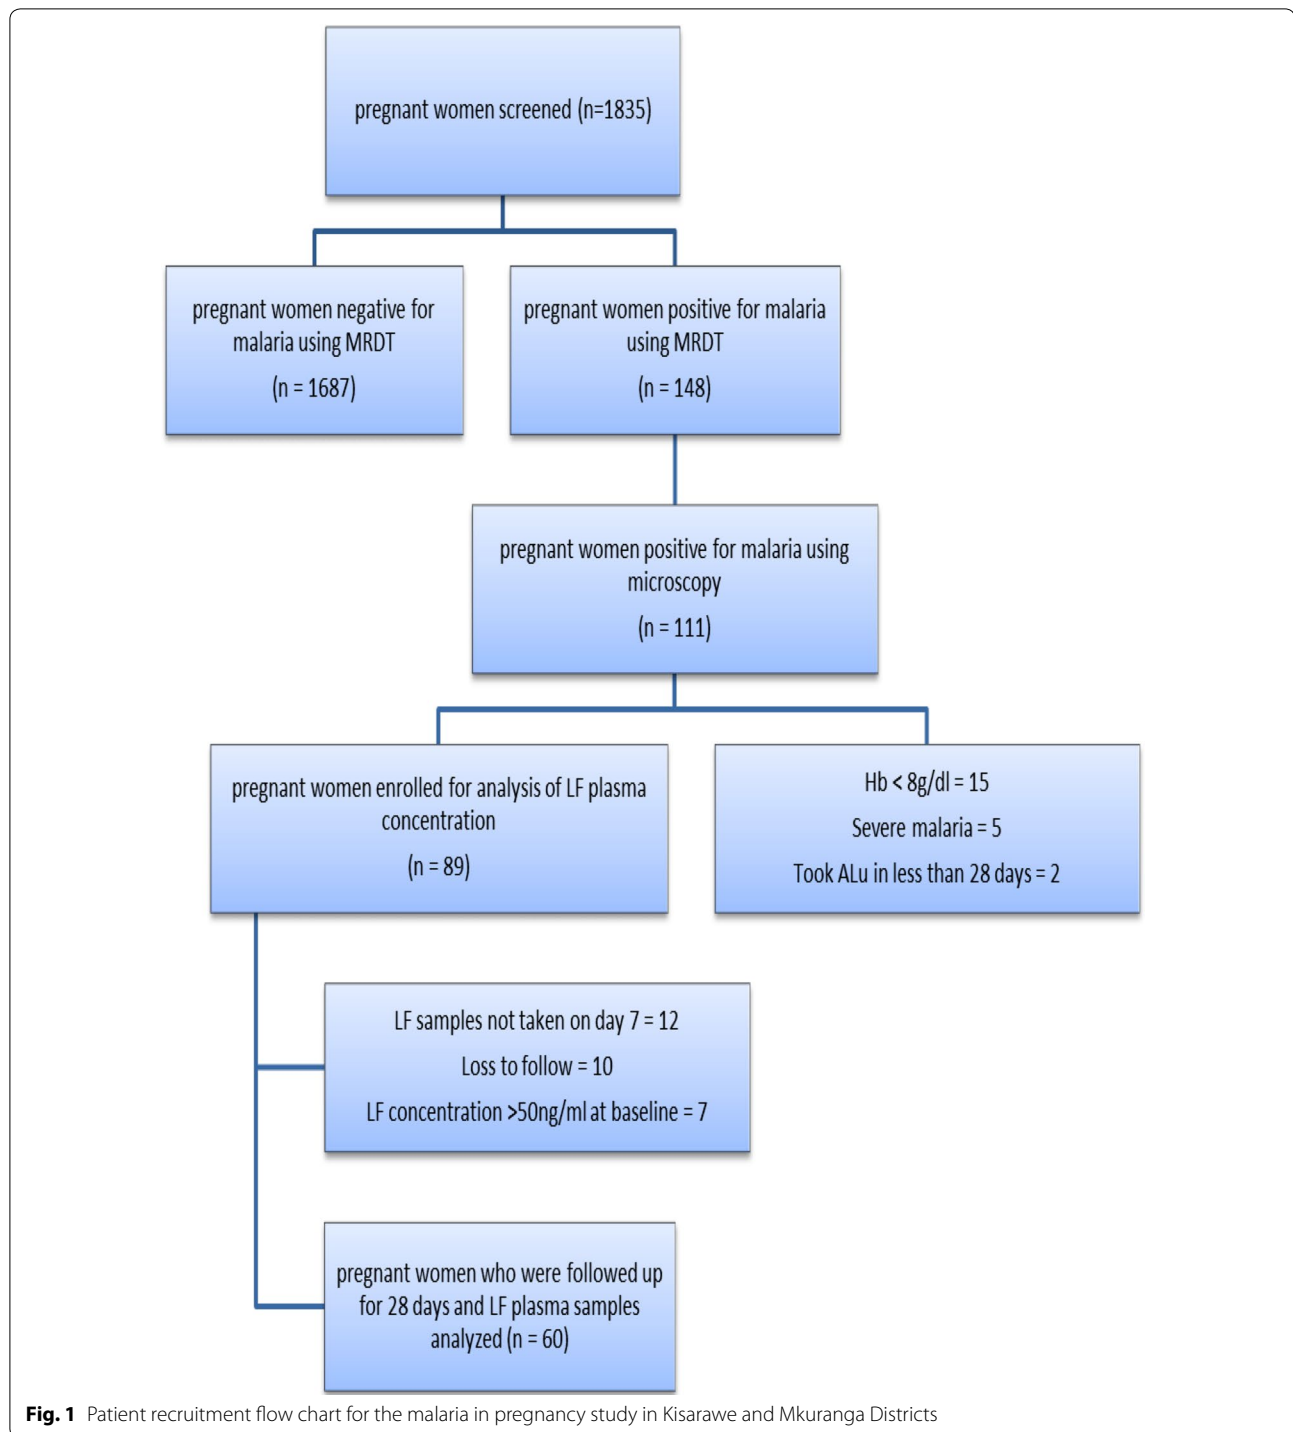 pregnant women screened (n=1835)
pregnant women negative for
malaria using MRDT
(n = 1687)
pregnant women positive for malaria
using MRDT
(n = 148)
pregnant women positive for malaria using
microscopy
(n = 111)
pregnant women enrolled for analysis of LF plasma
concentration
(n = 89)
Hb < 8g/dl = 15
Severe malaria = 5
Took ALu in less than 28 days = 2
LF samples not taken on day 7 = 12
Loss to follow = 10
LF concentration >50ng/ml at baseline = 7
pregnant women who were followed up
for 28 days and LF plasma samples
analyzed (n = 60)
Fig. 1 Patient recruitment flow chart for the malaria in pregnancy study in Kisarawe and Mkuranga Districts